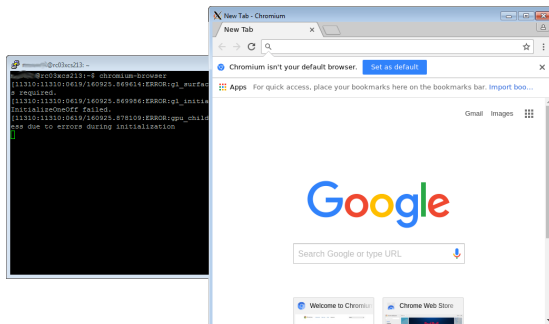 @rc03xcs213: ~
@rc03xcs213:~$ chromium-browser
[11310:11310:0619/160925.869614:ERROR:gl_surfac
s required.
[11310:11310:0619/160925.869986:ERROR:gl_initia
InitializeOneOff failed.
[11310:11310:0619/160925.878109:ERROR:gpu_child
ess due to errors during initialization
New Tab - Chromium
New Tab
Chromium isn't your default browser. Set as default
Apps For quick access, place your bookmarks here on the bookmarks bar. Import boo...
Gmail Images
Google
Search Google or type URL
Welcome to Chromiu
Chrome Web Store